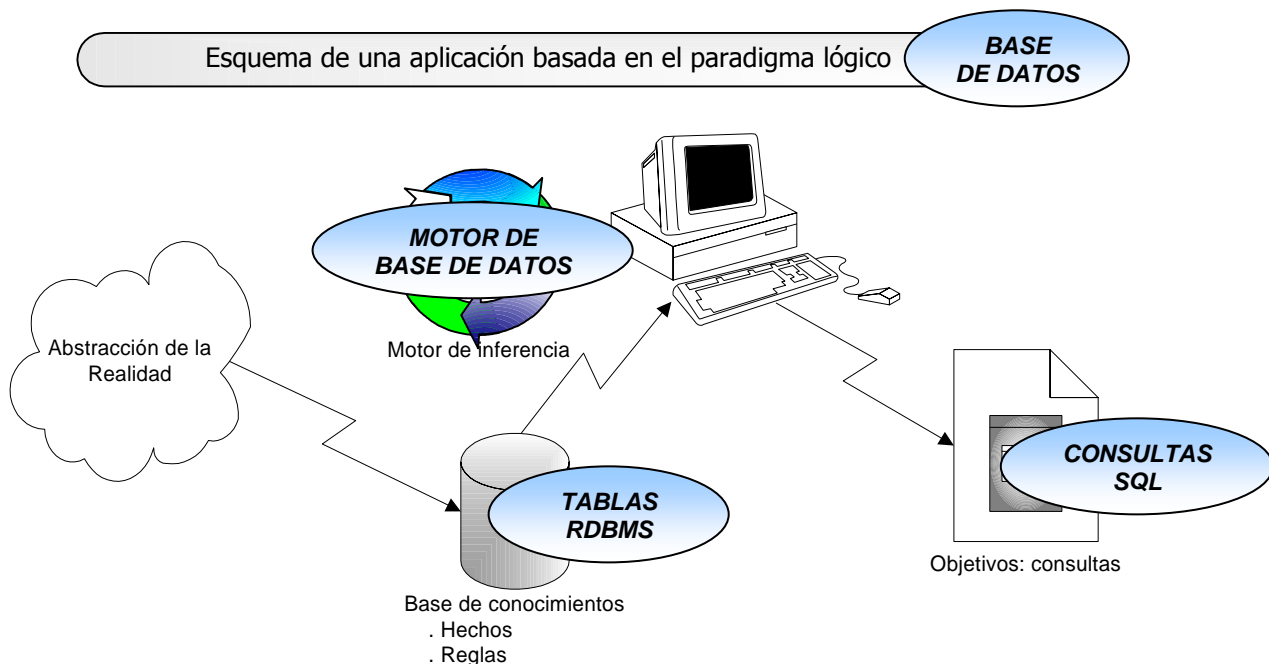 Esquema de una aplicación basada en el paradigma lógico
BASE
DE DATOS
MOTOR DE
BASE DE DATOS
Motor de inferencia
Abstracción de la
Realidad
TABLAS
RDBMS
CONSULTAS
SQL
Objetivos: consultas
Base de conocimientos
. Hechos
. Reglas